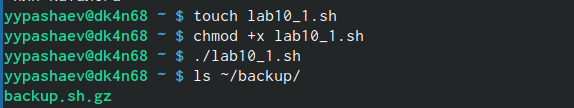 yypashaev@dk4n68 ~ $ touch lab10_1.sh
yypashaev@dk4n68 ~ $ chmod +x lab10_1.sh
yypashaev@dk4n68 ~ $ ./lab10_1.sh
yypashaev@dk4n68 ~ $ ls ~/backup/
backup.sh.gz